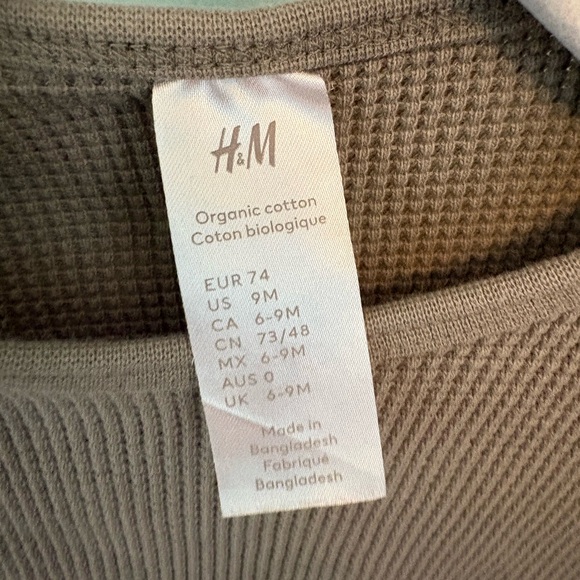 H&M
Organic cotton
Coton biologique
EUR 74
US 9M
CA 6-9M
CN 73/48
MX 6-9M
AUS 0
UK 6-9M
Made in
Bangladesh
Fabriqué
Bangladesh